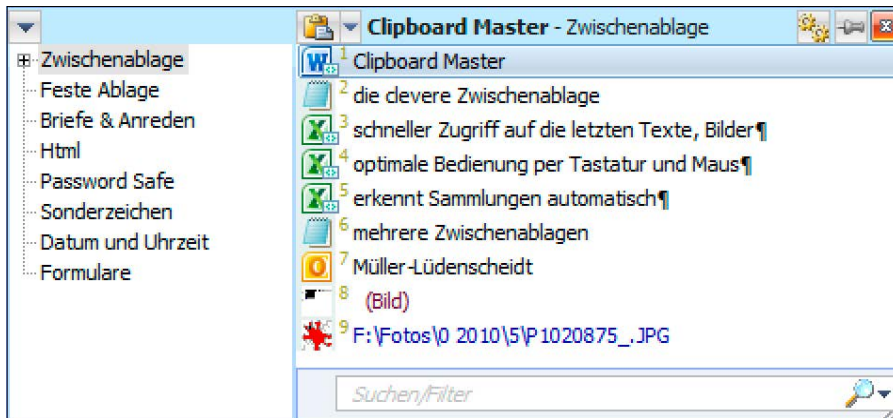 Zwischenablage
Feste Ablage
Briefe & Anreden
Html
Password Safe
Sonderzeichen
Datum und Uhrzeit
Formulare
Clipboard Master - Zwischenablage
1 Clipboard Master
2 die clevere Zwischenablage
3 schneller Zugriff auf die letzten Texte, Bilder¶
4 optimale Bedienung per Tastatur und Maus¶
5 erkennt Sammlungen automatisch¶
6 mehrere Zwischenablagen
7 Müller-Lüdenscheidt
8 (Bild)
9 F:\Fotos\0 2010\5\P1020875_.JPG
Suchen/Filter